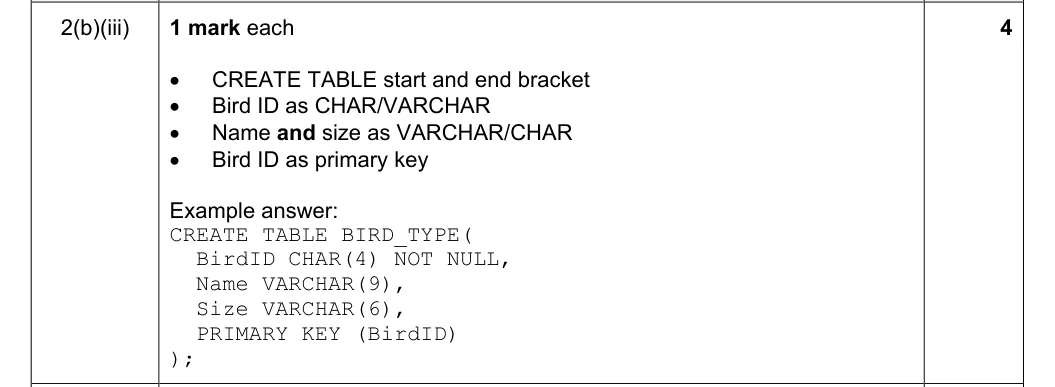 2(b)(iii) 1 mark each 4
• CREATE TABLE start and end bracket
• Bird ID as CHAR/VARCHAR
• Name and size as VARCHAR/CHAR
• Bird ID as primary key
Example answer:
CREATE TABLE BIRD_TYPE(
  BirdID CHAR(4) NOT NULL,
  Name VARCHAR(9),
  Size VARCHAR(6),
  PRIMARY KEY (BirdID)
);